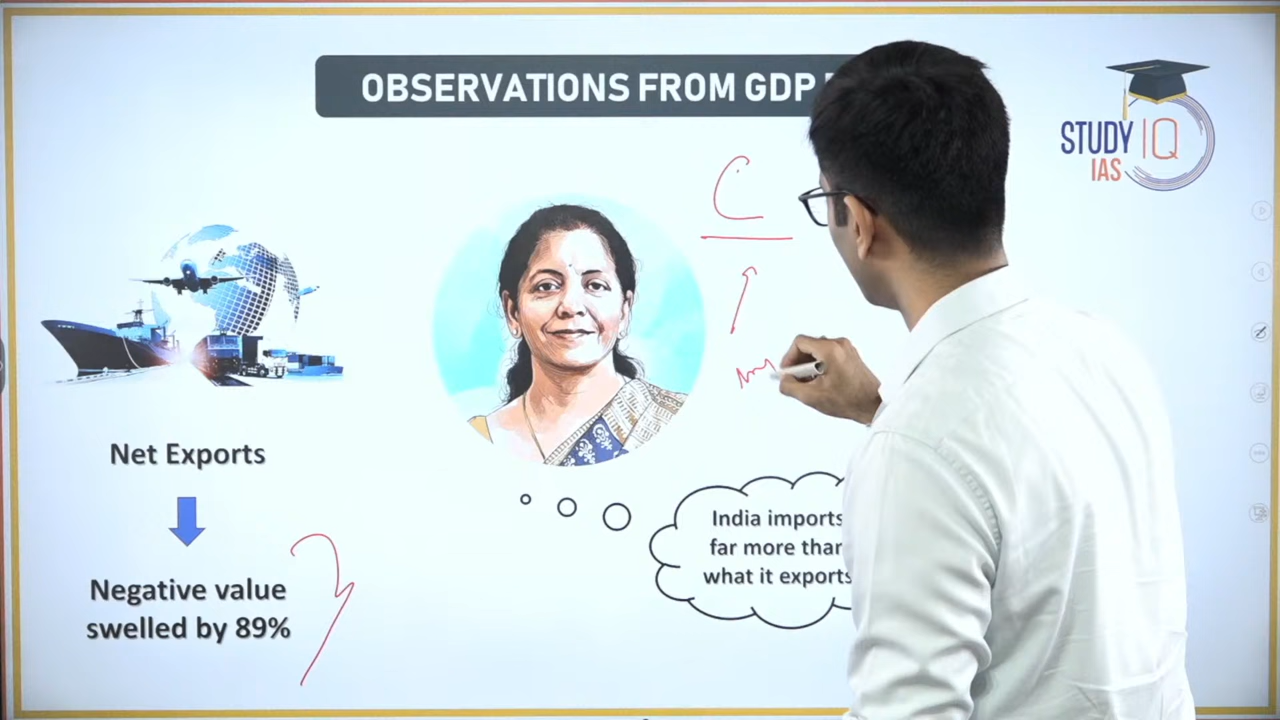 OBSERVATIONS FROM GDP
STUDY IQ
IAS
C
Net Exports
Negative value
swelled by 89%
India imports
far more than
what it exports